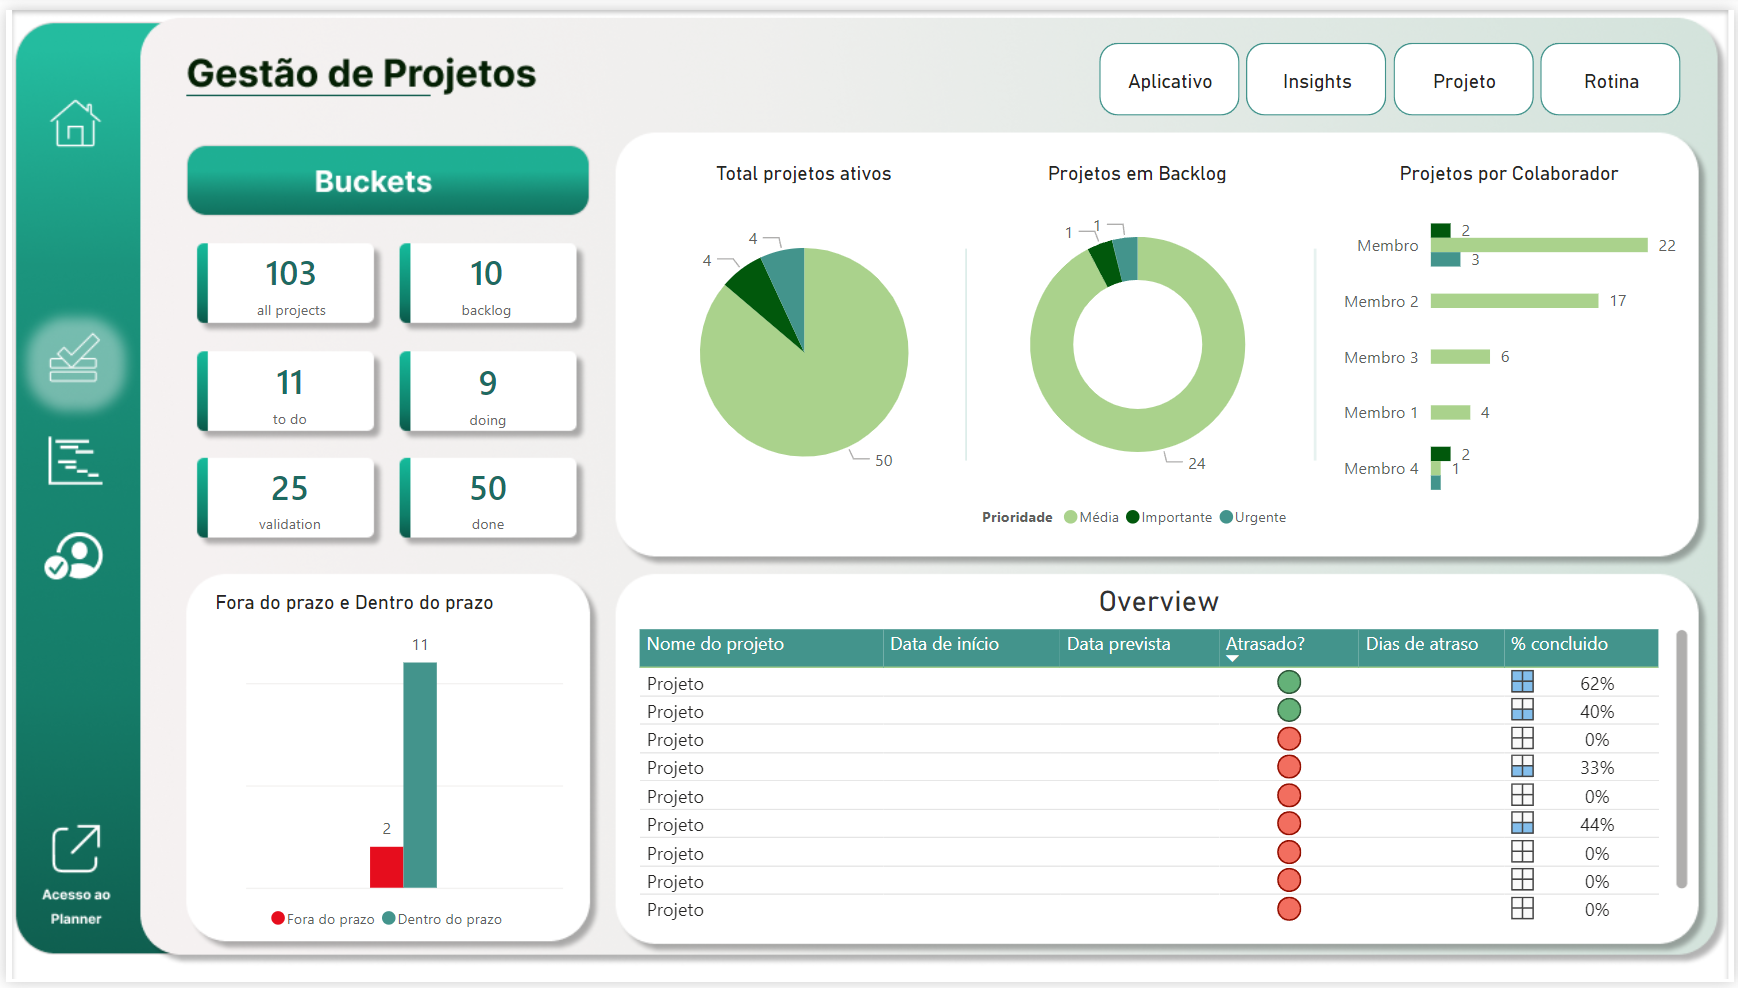 Gestão de Projetos
Aplicativo
Insights
Projeto
Rotina
Acesso ao
Planner
Buckets
103
all projects
10
backlog
11
to do
9
doing
25
validation
50
done
Total projetos ativos
4
4
50
Projetos em Backlog
1
1
24
Projetos por Colaborador
Membro
2
22
3
Membro 2
17
Membro 3
6
Membro 1
4
Membro 4
2
1
Prioridade Média Importante Urgente
Fora do prazo e Dentro do prazo
11
2
Fora do prazo Dentro do prazo
Overview
Nome do projeto Data de início Data prevista Atrasado? Dias de atraso % concluido
Projeto 62%
Projeto 40%
Projeto 0%
Projeto 33%
Projeto 0%
Projeto 44%
Projeto 0%
Projeto 0%
Projeto 0%